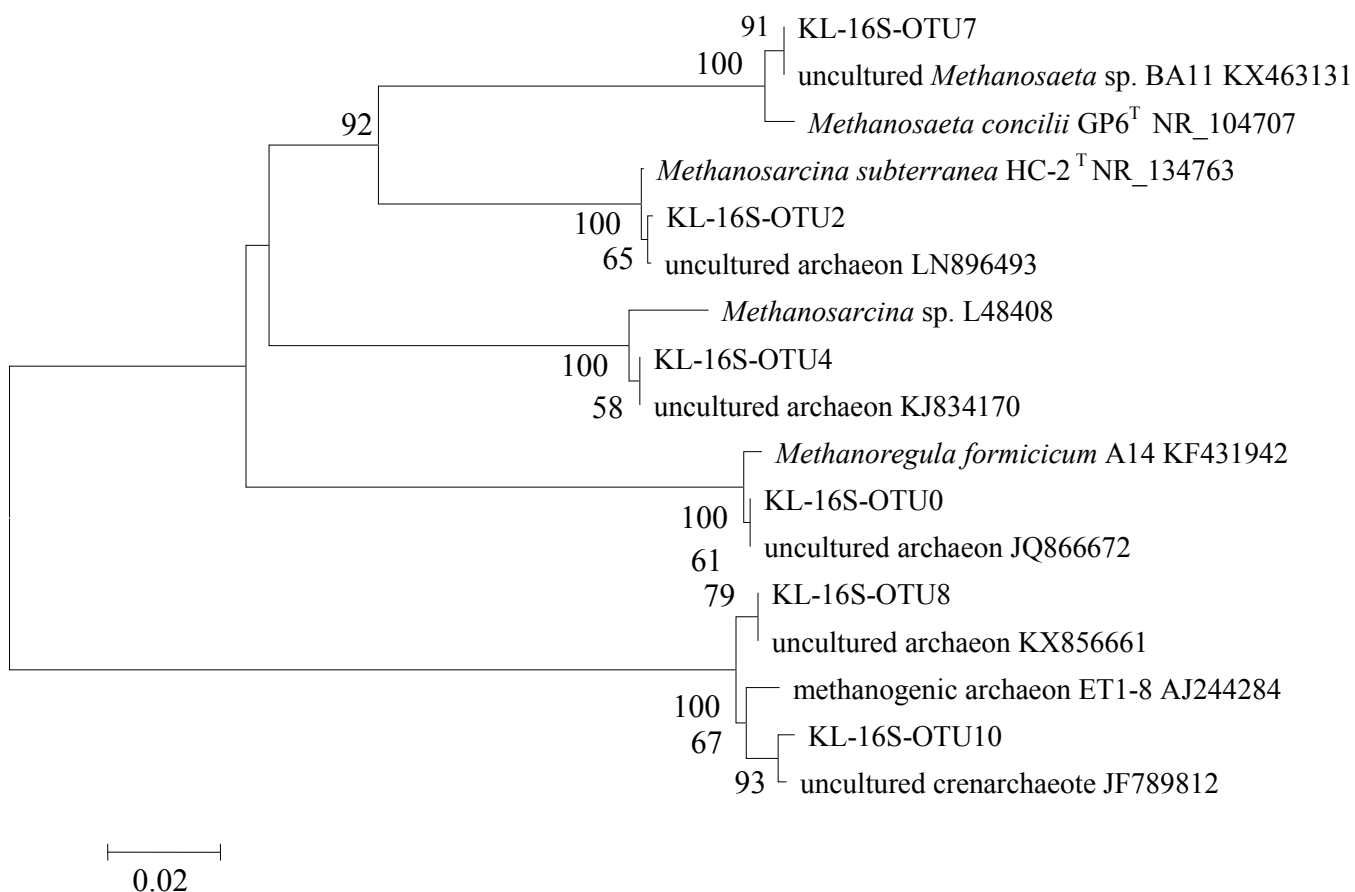 91
KL-16S-OTU7
100
uncultured Methanosaeta sp. BA11 KX463131
92
Methanosaeta concilii GP6T NR_104707
Methanosarcina subterranea HC-2 T NR_134763
100
KL-16S-OTU2
65
uncultured archaeon LN896493
Methanosarcina sp. L48408
100
KL-16S-OTU4
58
uncultured archaeon KJ834170
Methanoregula formicicum A14 KF431942
100
KL-16S-OTU0
61
uncultured archaeon JQ866672
79
KL-16S-OTU8
uncultured archaeon KX856661
100
methanogenic archaeon ET1-8 AJ244284
67
KL-16S-OTU10
93
uncultured crenarchaeote JF789812
0.02